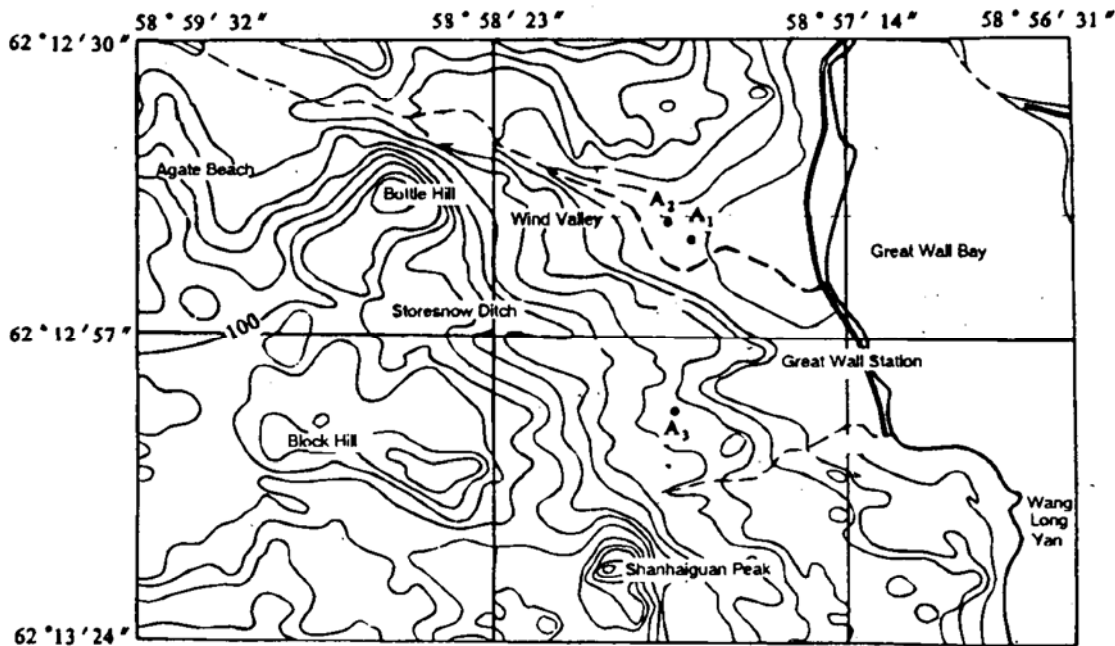 58 ° 59 ′ 32 ″
58 ° 58 ′ 23 ″
58 ° 57 ′ 14 ″
58 ° 56 ′ 31 ″
62 ° 12 ′ 30 ″
Agate Beach
Bottle Hill
A2
A1
Wind Valley
Great Wall Bay
Storesnow Ditch
100
62 ° 12 ′ 57 ″
Great Wall Station
A3
Block Hill
Wang
Long
Yan
Shanhaiguan Peak
62 ° 13 ′ 24 ″